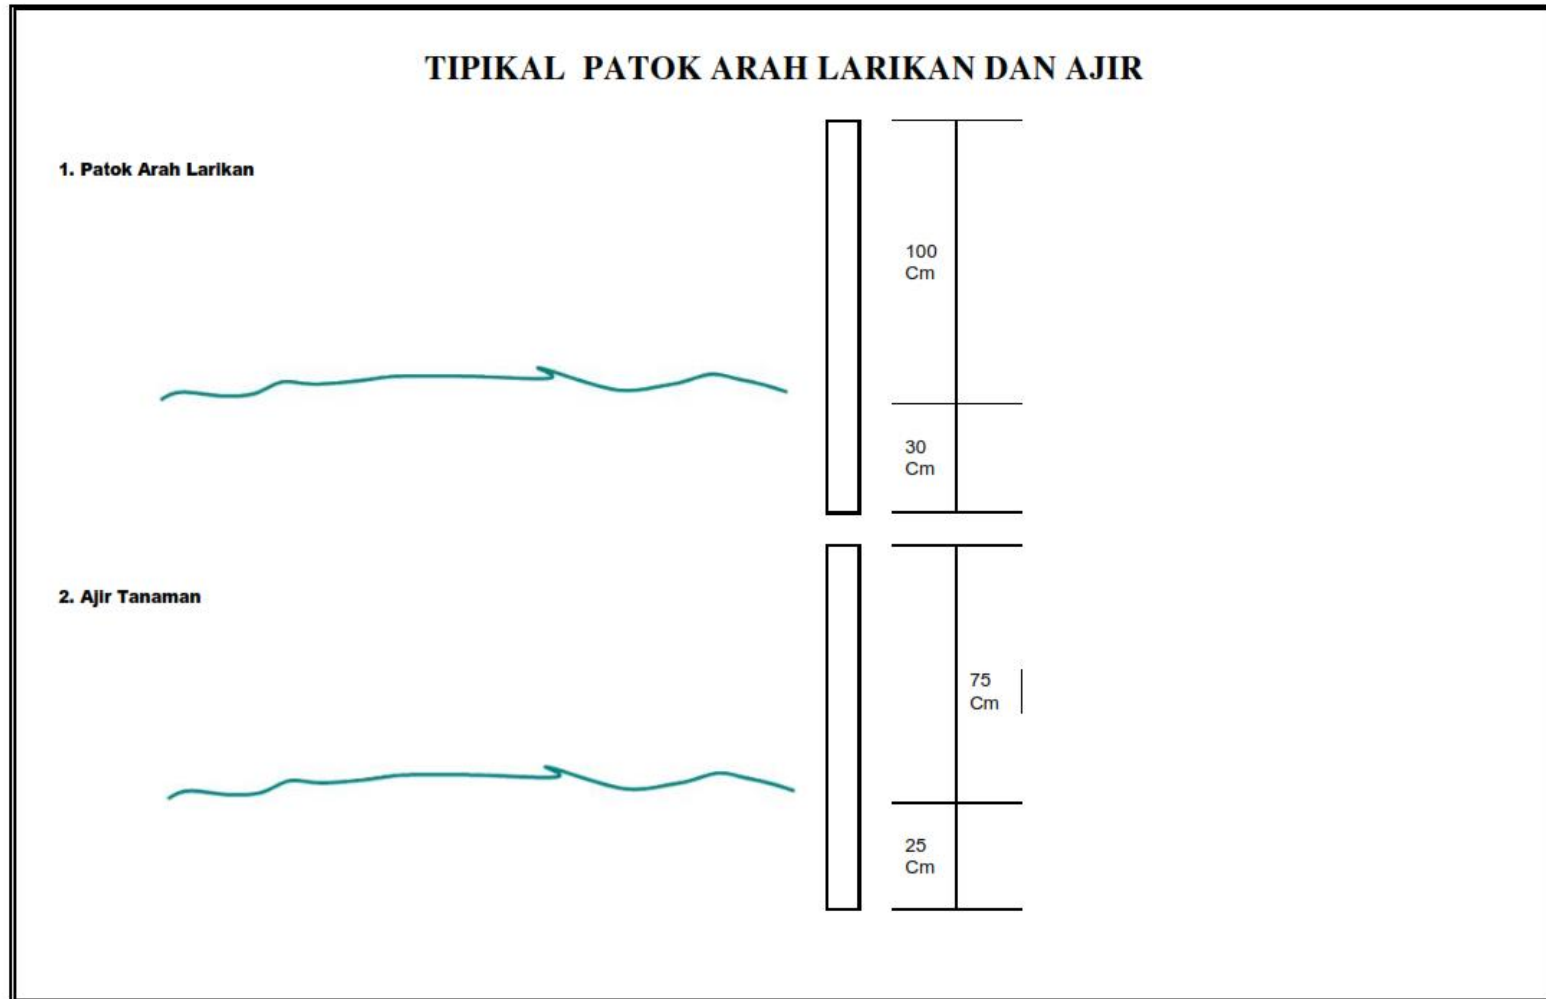 TIPIKAL PATOK ARAH LARIKAN DAN AJIR
1. Patok Arah Larikan
100
Cm
30
Cm
2. Ajir Tanaman
75
Cm
25
Cm